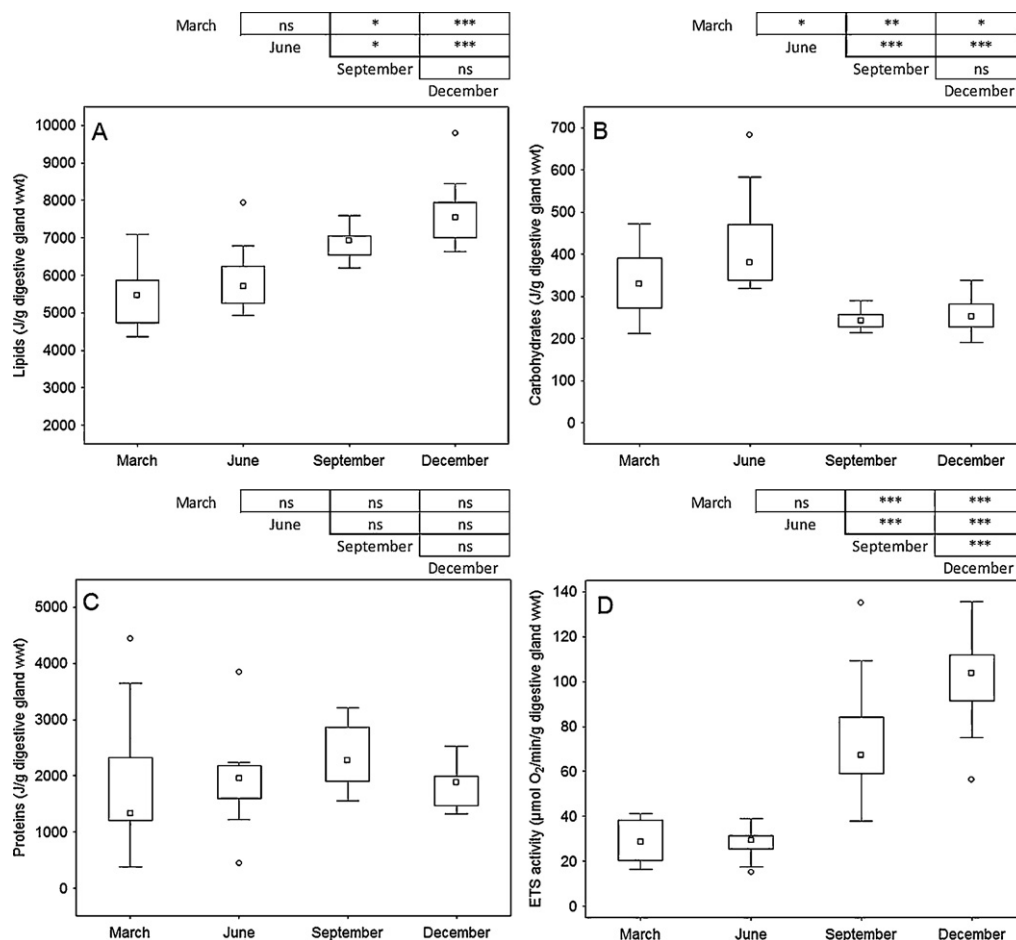 March ns * ***
June * ***
September ns
December
A
Lipids (J/g digestive gland wwt)
10000
9000
8000
7000
6000
5000
4000
3000
2000
March June September December
March * ** *
June *** ***
September ns
December
B
Carbohydrates (J/g digestive gland wwt)
700
600
500
400
300
200
100
0
March June September December
March ns ns ns
June ns ns
September ns
December
C
Proteins (J/g digestive gland wwt)
5000
4000
3000
2000
1000
0
March June September December
March ns *** ***
June *** ***
September ***
December
D
ETS activity (µmol O₂/min/g digestive gland wwt)
140
120
100
80
60
40
20
0
March June September December